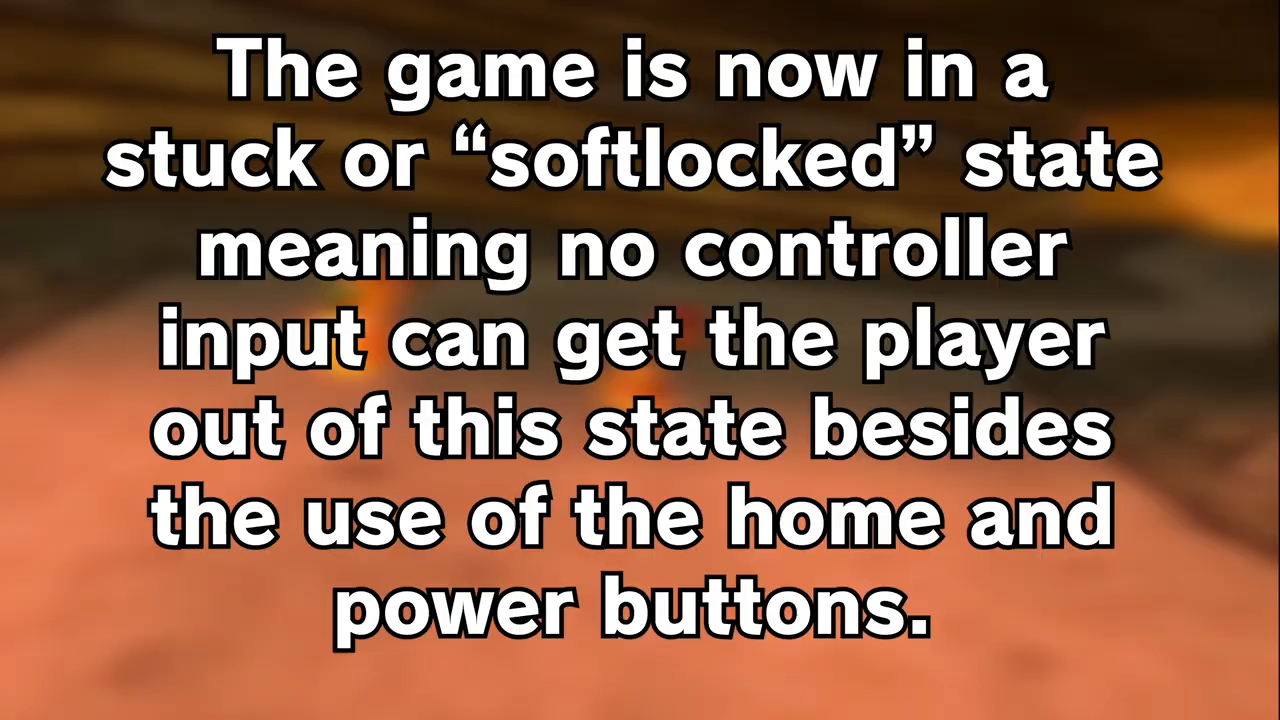 The game is now in a
stuck or “softlocked” state
meaning no controller
input can get the player
out of this state besides
the use of the home and
power buttons.